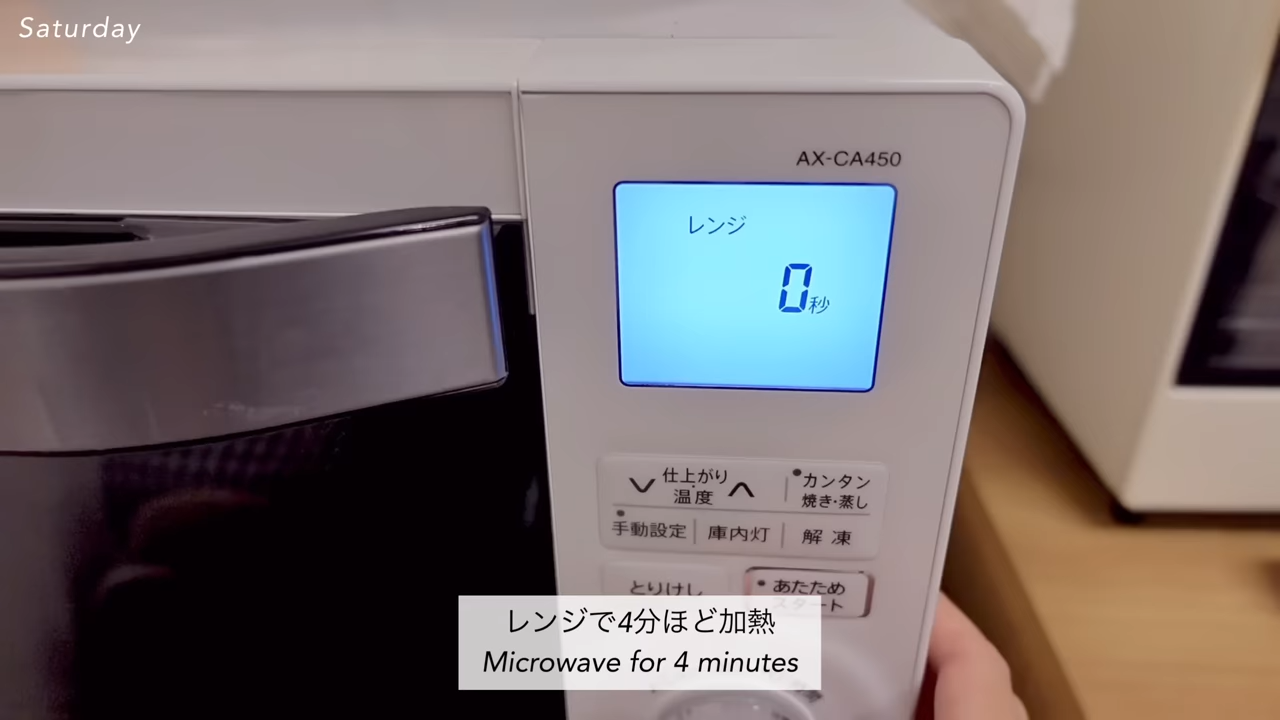 Saturday
AX-CA450
レンジ
0秒
仕上がり
温度
カンタン
焼き・蒸し
手動設定
庫内灯
解凍
とりけし
あたため
スタート
レンジで4分ほど加熱
Microwave for 4 minutes